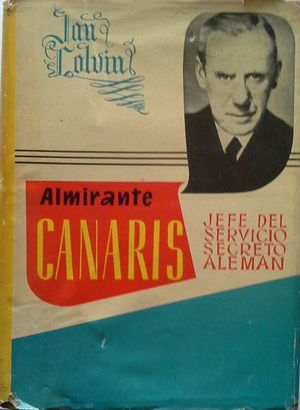 Ian
Colvin
Almirante
CANARIS
JEFE DEL
SERVICIO
SECRETO
ALEMAN